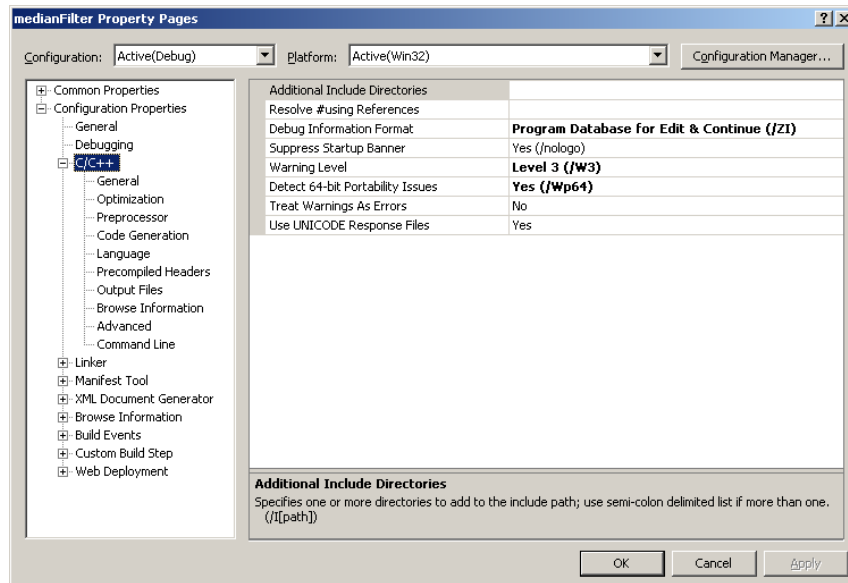 medianFilter Property Pages
Configuration: Active(Debug) Platform: Active(Win32) Configuration Manager...
Common Properties
Configuration Properties
General
Debugging
C/C++
General
Optimization
Preprocessor
Code Generation
Language
Precompiled Headers
Output Files
Browse Information
Advanced
Command Line
Linker
Manifest Tool
XML Document Generator
Browse Information
Build Events
Custom Build Step
Web Deployment
Additional Include Directories
Resolve #using References
Debug Information Format Program Database for Edit & Continue (/ZI)
Suppress Startup Banner Yes (/nologo)
Warning Level Level 3 (/W3)
Detect 64-bit Portability Issues Yes (/Wp64)
Treat Warnings As Errors No
Use UNICODE Response Files Yes
Additional Include Directories
Specifies one or more directories to add to the include path; use semi-colon delimited list if more than one.
(/I[path])
OK Cancel Apply